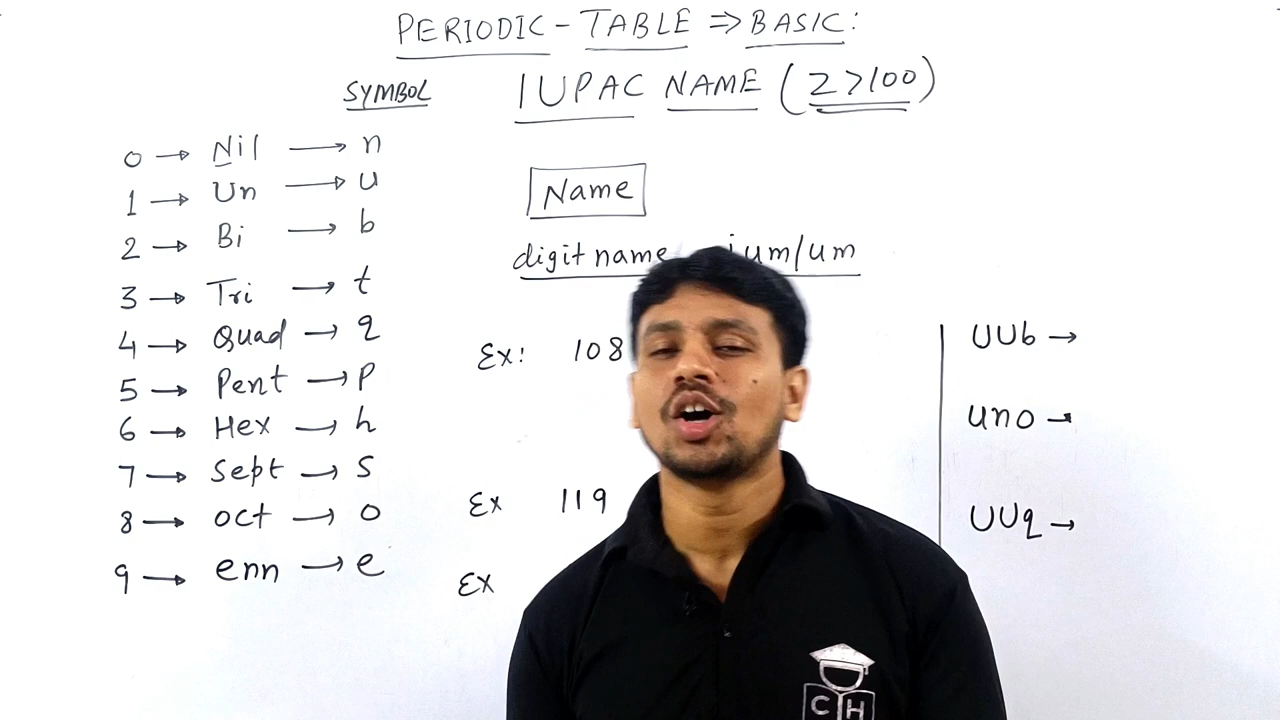 PERIODIC-TABLE ⇒ BASIC:
SYMBOL
IUPAC NAME (Z>100)
0 → Nil → n
1 → Un → u
2 → Bi → b
3 → Tri → t
4 → Quad → q
5 → Pent → p
6 → Hex → h
7 → Sept → s
8 → oct → o
9 → enn → e
Name
digit name ium/um
Ex: 108
Ex 119
Ex
UUb →
Uno →
UUq →
C H